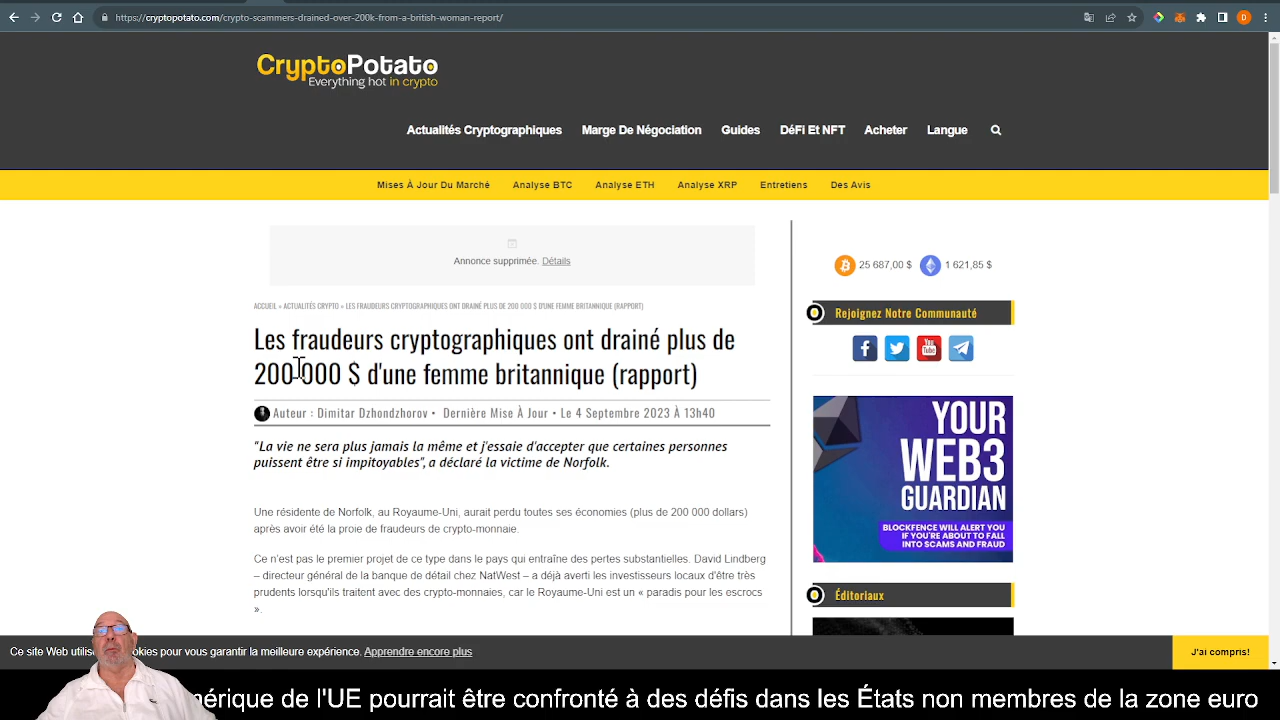 https://cryptopotato.com/crypto-scammers-drained-over-200k-from-british-woman-report/
D
CryptoPotato
Everything hot in crypto
Actualités Cryptographiques Marge De Négociation Guides DéFi Et NFT Acheter Langue
Mises À Jour Du Marché Analyse BTC Analyse ETH Analyse XRP Entretiens Des Avis
Annonce supprimée. Détails
25 687,00 $ 1 621,85 $
ACCUEIL » ACTUALITÉS CRYPTO » LES FRAUDEURS CRYPTOGRAPHIQUES ONT DRAINÉ PLUS DE 200 000 $ D'UNE FEMME BRITANNIQUE (RAPPORT)
Rejoignez Notre Communauté
Les fraudeurs cryptographiques ont drainé plus de
200 000 $ d'une femme britannique (rapport)
You Tube
Auteur : Dimitar Dzhondzhorov • Dernière Mise À Jour • Le 4 Septembre 2023 À 13h40
"La vie ne sera plus jamais la même et j'essaie d'accepter que certaines personnes
puissent être si impitoyables", a déclaré la victime de Norfolk.
YOUR
WEB3
GUARDIAN
BLOCKFENCE WILL ALERT YOU
IF YOU'RE ABOUT TO FALL
INTO SCAMS AND FRAUD
Une résidente de Norfolk, au Royaume-Uni, aurait perdu toutes ses économies (plus de 200 000 dollars)
après avoir été la proie de fraudeurs de crypto-monnaie.
Ce n'est pas le premier projet de ce type dans le pays qui entraîne des pertes substantielles. David Lindberg
– directeur général de la banque de détail chez NatWest – a déjà averti les investisseurs locaux d'être très
prudents lorsqu'ils traitent avec des crypto-monnaies, car le Royaume-Uni est un « paradis pour les escrocs
».
Éditoriaux
Ce site Web utilis okies pour vous garantir la meilleure expérience. Apprendre encore plus
J'ai compris!
mérique de l'UE pourrait être confronté à des défis dans les États non membres de la zone euro